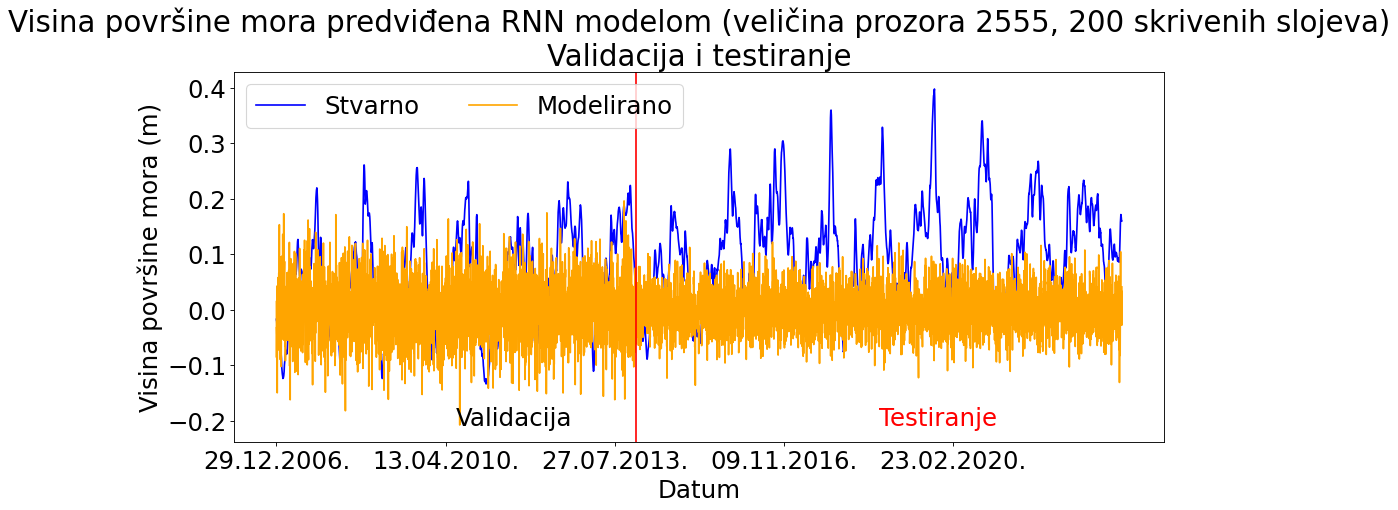 Visina površine mora predviđena RNN modelom (veličina prozora 2555, 200 skrivenih slojeva)
Validacija i testiranje
Stvarno
Modelirano
Visina površine mora (m)
0.4
0.3
0.2
0.1
0.0
−0.1
−0.2
Validacija
Testiranje
29.12.2006.
13.04.2010.
27.07.2013.
09.11.2016.
23.02.2020.
Datum